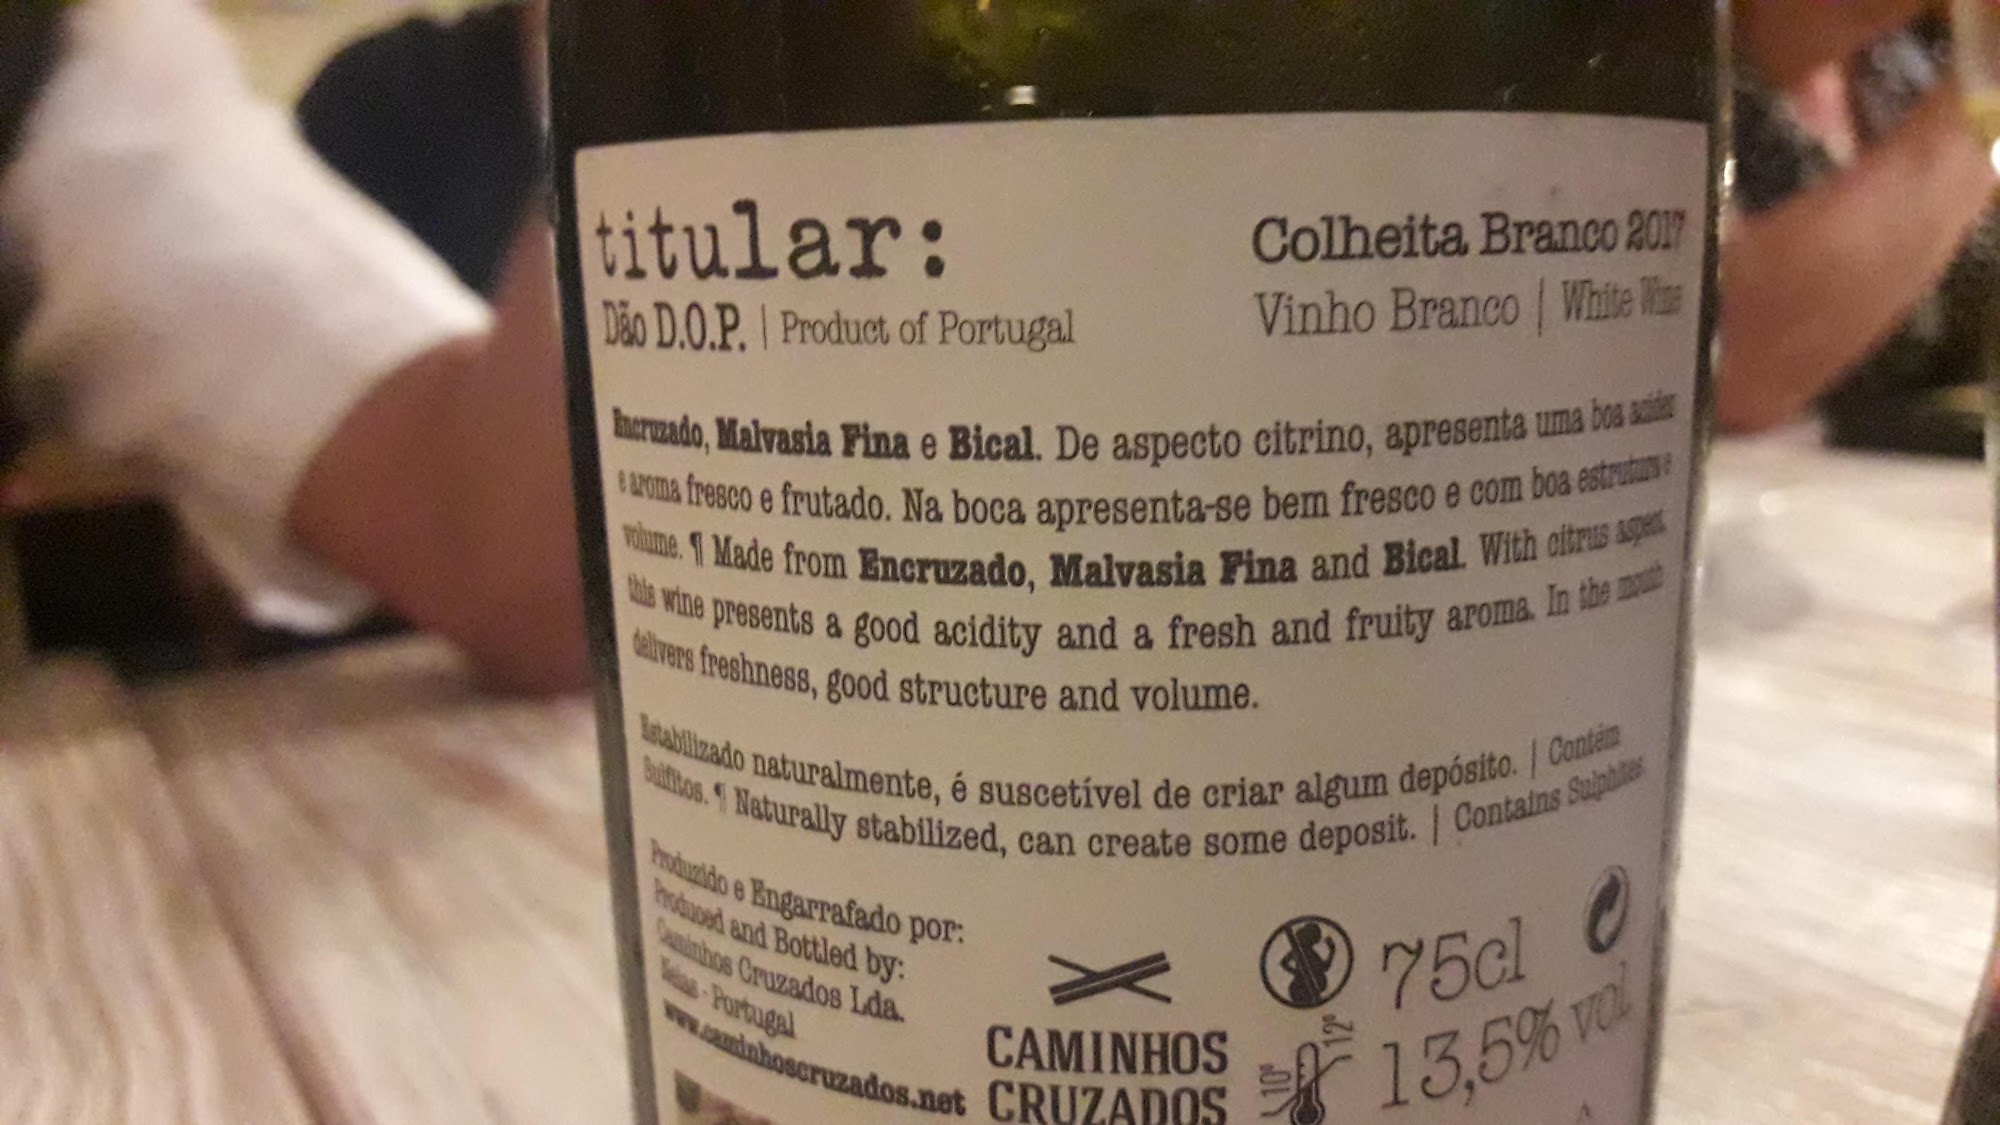 titular:
Dão D.O.P. | Product of Portugal
Colheita Branco 2017
Vinho Branco | White Wine
Encruzado, Malvasia Fina e Bical. De aspecto citrino, apresenta uma boa acidez
e aroma fresco e frutado. Na boca apresenta-se bem fresco e com boa estrutura e
volume. ¶ Made from Encruzado, Malvasia Fina and Bical. With citrus aspect,
this wine presents a good acidity and a fresh and fruity aroma. In the mouth
delivers freshness, good structure and volume.
Estabilizado naturalmente, é suscetível de criar algum depósito. | Contém
Sulfitos. ¶ Naturally stabilized, can create some deposit. | Contains Sulphites
Produzido e Engarrafado por:
Produced and Bottled by:
Caminhos Cruzados Lda.
Nelas - Portugal
www.caminhoscruzados.net
CAMINHOS
CRUZADOS
10º 12º
75cl
13,5% vol